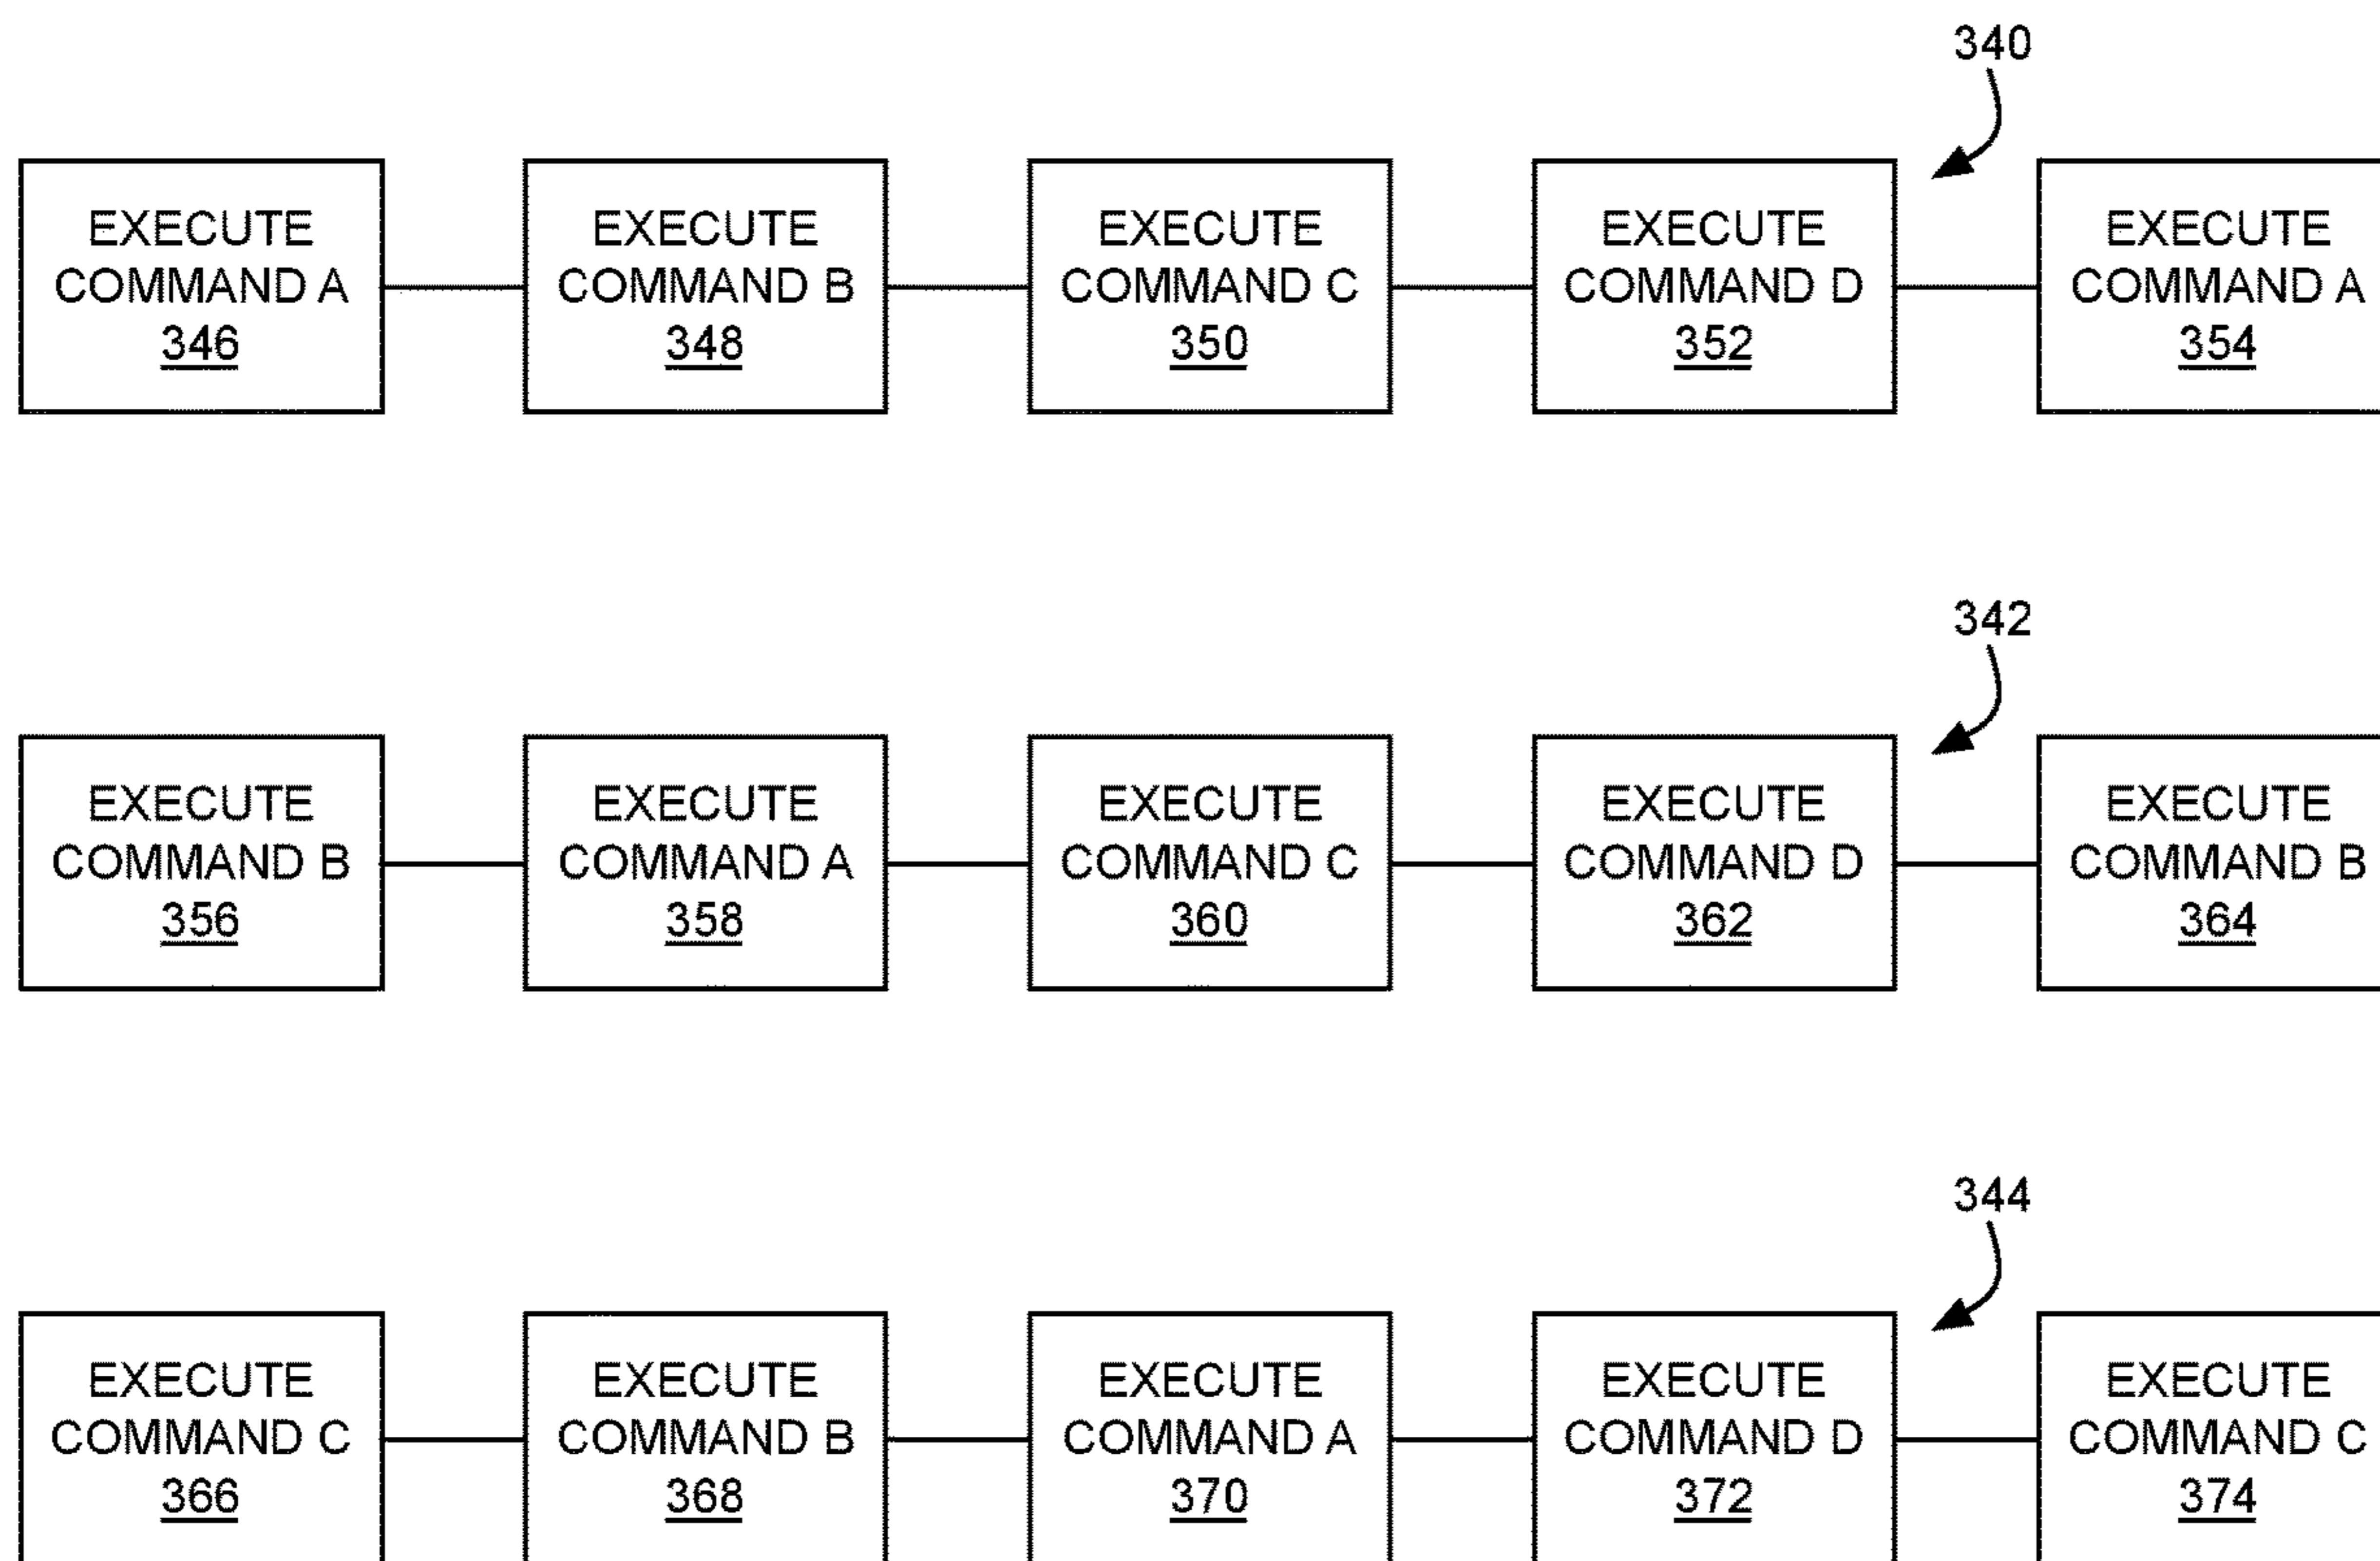 340
EXECUTE
COMMAND A
346
EXECUTE
COMMAND B
348
EXECUTE
COMMAND C
350
EXECUTE
COMMAND D
352
EXECUTE
COMMAND A
354
342
EXECUTE
COMMAND B
356
EXECUTE
COMMAND A
358
EXECUTE
COMMAND C
360
EXECUTE
COMMAND D
362
EXECUTE
COMMAND B
364
344
EXECUTE
COMMAND C
366
EXECUTE
COMMAND B
368
EXECUTE
COMMAND A
370
EXECUTE
COMMAND D
372
EXECUTE
COMMAND C
374